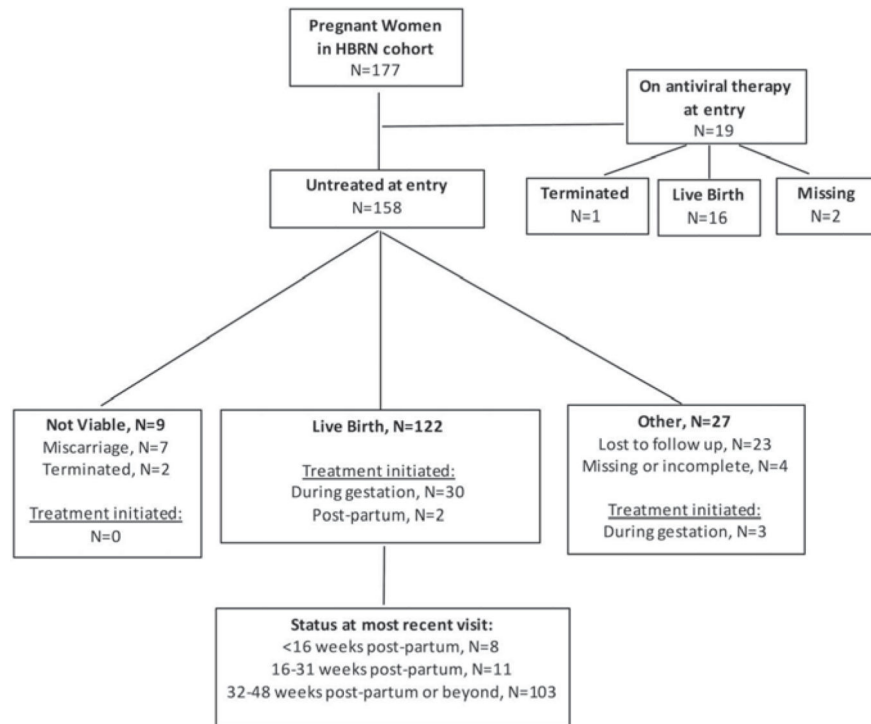 Pregnant Women
in HBRN cohort
N=177
On antiviral therapy
at entry
N=19
Untreated at entry
N=158
Terminated
N=1
Live Birth
N=16
Missing
N=2
Not Viable, N=9
Miscarriage, N=7
Terminated, N=2
Treatment initiated:
N=0
Live Birth, N=122
Treatment initiated:
During gestation, N=30
Post-partum, N=2
Other, N=27
Lost to follow up, N=23
Missing or incomplete, N=4
Treatment initiated:
During gestation, N=3
Status at most recent visit:
<16 weeks post-partum, N=8
16-31 weeks post-partum, N=11
32-48 weeks post-partum or beyond, N=103